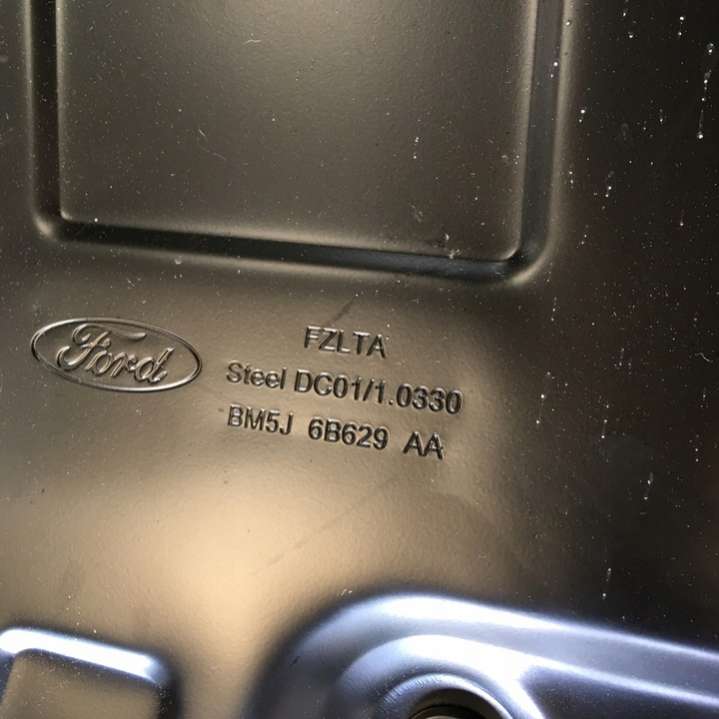 Ford
FZLTA
Steel DC01/1.0330
BM5J 6B629 AA